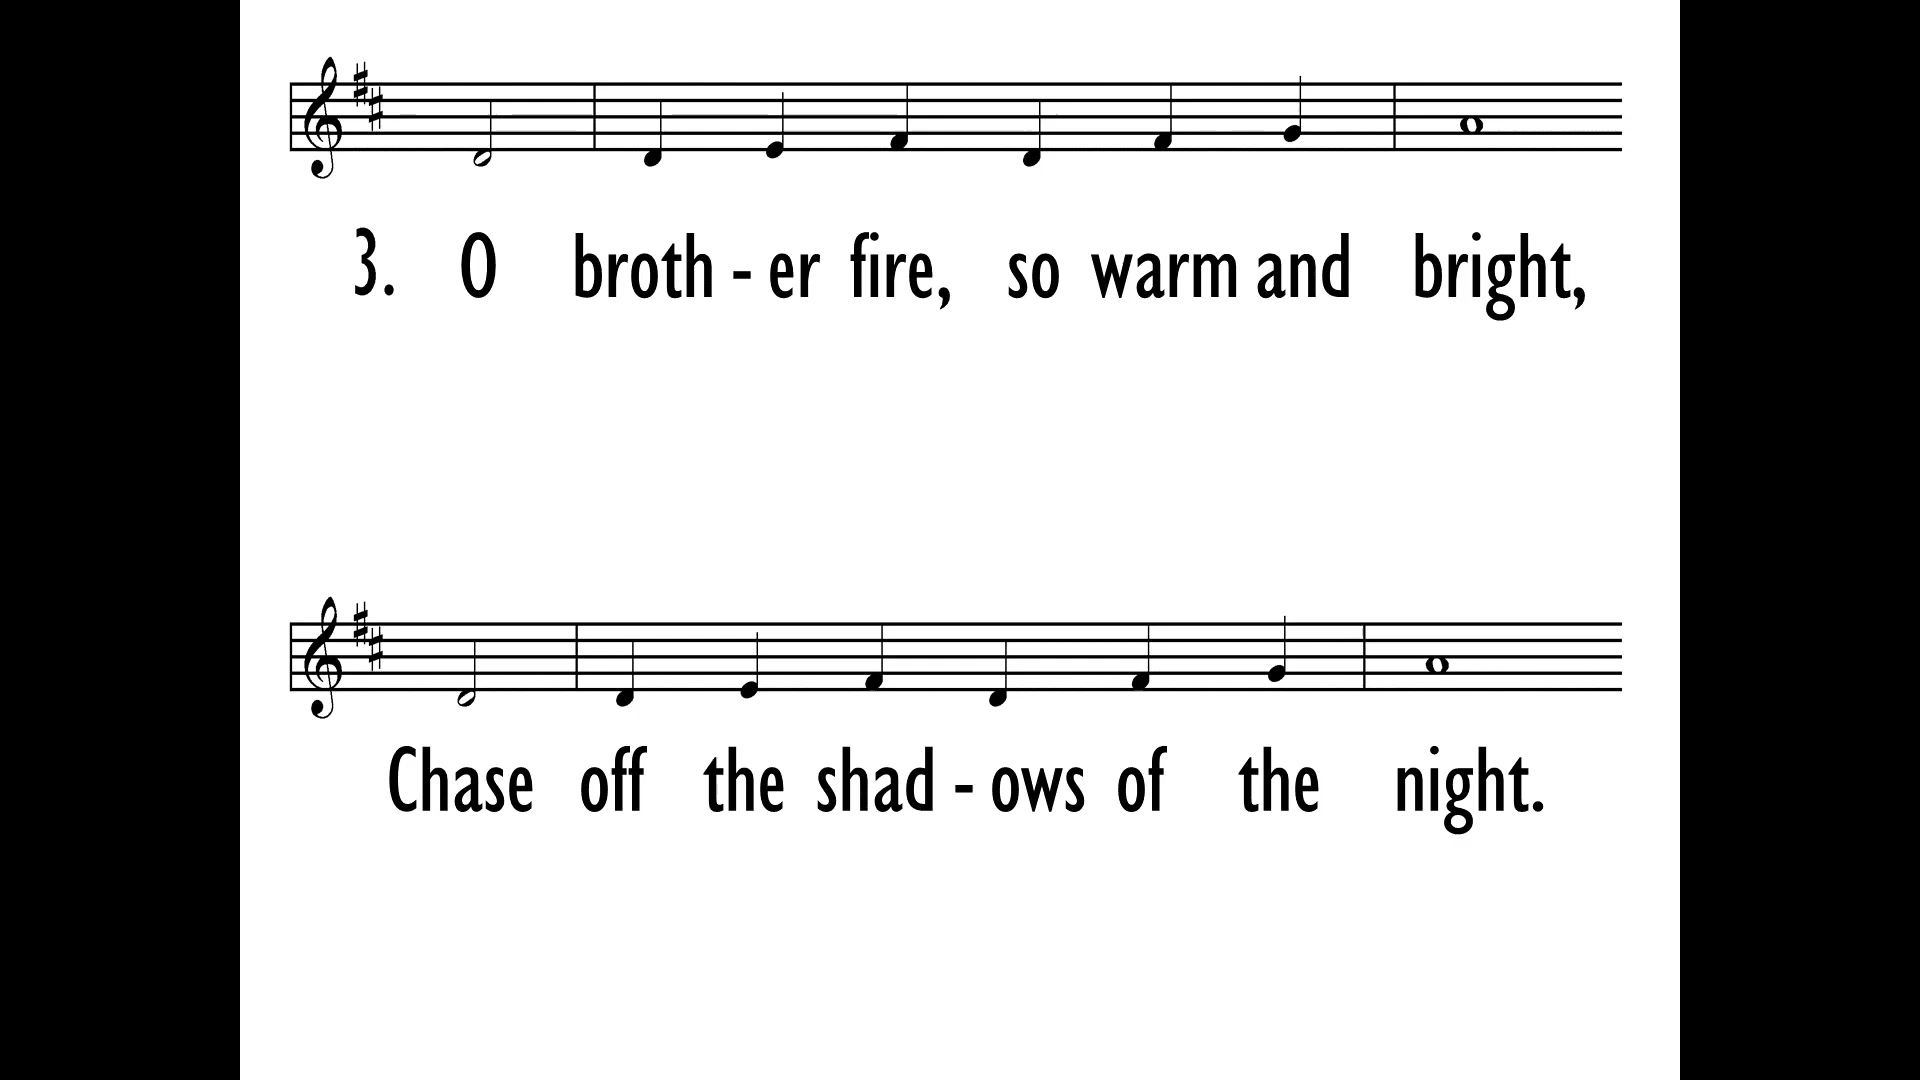 3. O broth - er fire, so warm and bright,
Chase off the shad - ows of the night.